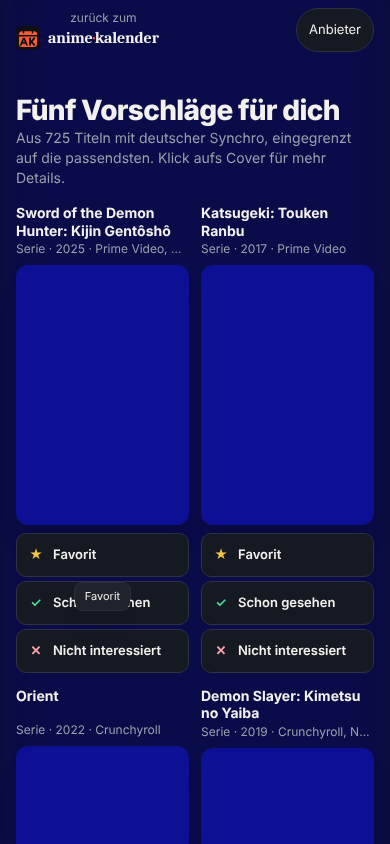 zurück zum
AK
anime·kalender
Anbieter
Fünf Vorschläge für dich
Aus 725 Titeln mit deutscher Synchro, eingegrenzt
auf die passendsten. Klick aufs Cover für mehr
Details.
Sword of the Demon
Hunter: Kijin Gentôshô
Serie · 2025 · Prime Video, ...
Katsugeki: Touken
Ranbu
Serie · 2017 · Prime Video
★ Favorit
★ Favorit
Favorit
✓ Schon gesehen
✕ Nicht interessiert
✕ Nicht interessiert
Orient
Serie · 2022 · Crunchyroll
Demon Slayer: Kimetsu
no Yaiba
Serie · 2019 · Crunchyroll, N...